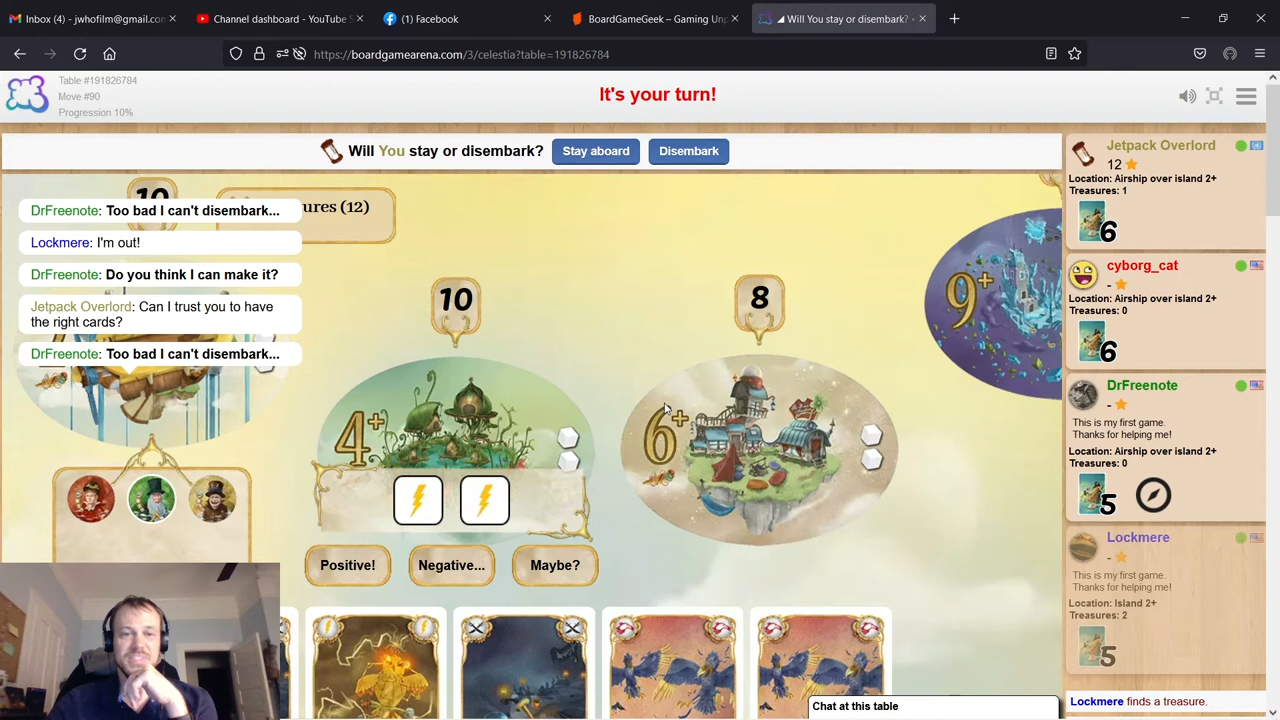 Inbox (4) - jwhofilm@gmail.con
Channel dashboard - YouTube S
(1) Facebook
BoardGameGeek – Gaming Unp
Will You stay or disembark?
https://boardgamearena.com/3/celestia?table=191826784
Table #191826784
Move #90
Progression 10%
It's your turn!
Will You stay or disembark?
Stay aboard
Disembark
ures (12)
DrFreenote: Too bad I can't disembark...
Lockmere: I'm out!
DrFreenote: Do you think I can make it?
Jetpack Overlord: Can I trust you to have
the right cards?
DrFreenote: Too bad I can't disembark...
10
10
8
4+
6+
9+
Positive!
Negative...
Maybe?
Jetpack Overlord
12
Location: Airship over island 2+
Treasures: 1
6
cyborg_cat
-
Location: Airship over island 2+
Treasures: 0
6
DrFreenote
-
This is my first game.
Thanks for helping me!
Location: Airship over island 2+
Treasures: 0
5
Lockmere
-
This is my first game.
Thanks for helping me!
Location: Island 2+
Treasures: 2
5
Lockmere finds a treasure.
Chat at this table